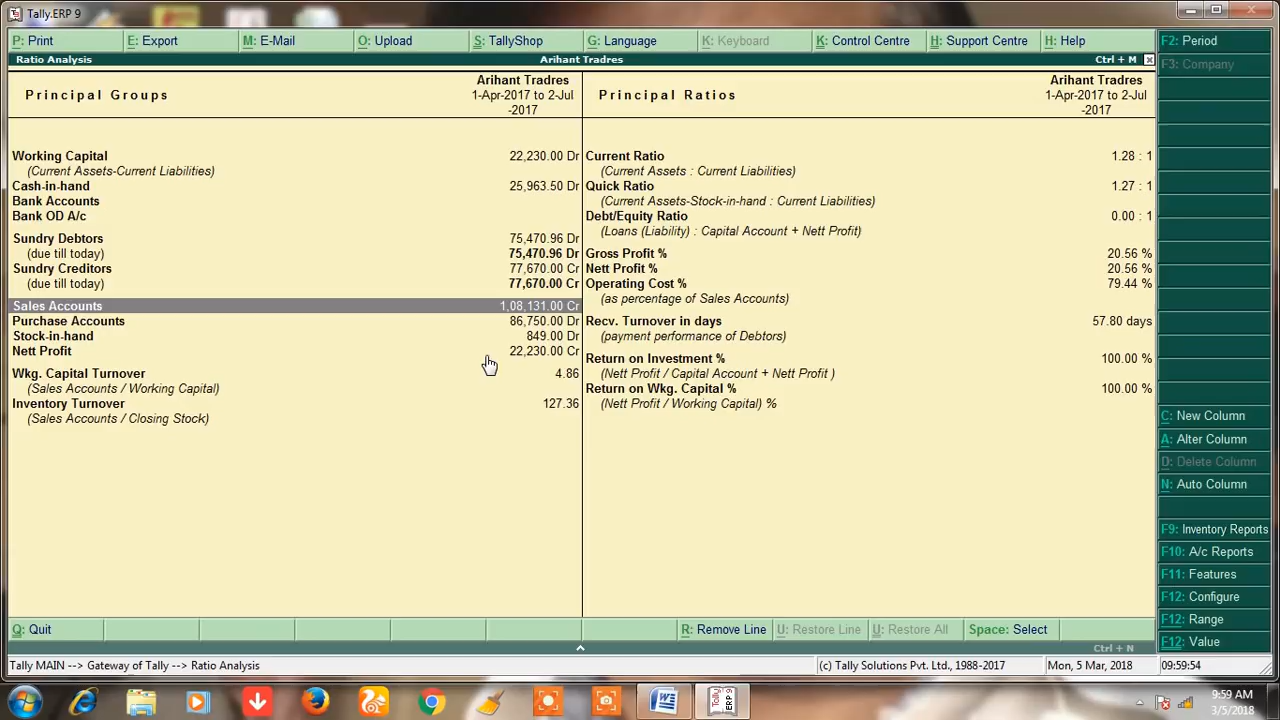 Tally.ERP 9
P: Print
E: Export
M: E-Mail
O: Upload
S: TallyShop
G: Language
K: Keyboard
K: Control Centre
H: Support Centre
H: Help
F2: Period
F3: Company
Ratio Analysis
Arihant Tradres
Ctrl + M
Principal Groups
Arihant Tradres
1-Apr-2017 to 2-Jul
-2017
Working Capital 22,230.00 Dr
(Current Assets-Current Liabilities)
Cash-in-hand 25,963.50 Dr
Bank Accounts
Bank OD A/c
Sundry Debtors 75,470.96 Dr
(due till today) 75,470.96 Dr
Sundry Creditors 77,670.00 Cr
(due till today) 77,670.00 Cr
Sales Accounts 1,08,131.00 Cr
Purchase Accounts 86,750.00 Dr
Stock-in-hand 849.00 Dr
Nett Profit 22,230.00 Cr
Wkg. Capital Turnover 4.86
(Sales Accounts / Working Capital)
Inventory Turnover 127.36
(Sales Accounts / Closing Stock)
Principal Ratios
Arihant Tradres
1-Apr-2017 to 2-Jul
-2017
Current Ratio 1.28 : 1
(Current Assets : Current Liabilities)
Quick Ratio 1.27 : 1
(Current Assets-Stock-in-hand : Current Liabilities)
Debt/Equity Ratio 0.00 : 1
(Loans (Liability) : Capital Account + Nett Profit)
Gross Profit % 20.56 %
Nett Profit % 20.56 %
Operating Cost % 79.44 %
(as percentage of Sales Accounts)
Recv. Turnover in days 57.80 days
(payment performance of Debtors)
Return on Investment % 100.00 %
(Nett Profit / Capital Account + Nett Profit )
Return on Wkg. Capital % 100.00 %
(Nett Profit / Working Capital) %
C: New Column
A: Alter Column
D: Delete Column
N: Auto Column
F9: Inventory Reports
F10: A/c Reports
F11: Features
F12: Configure
F12: Range
F12: Value
Q: Quit
R: Remove Line
U: Restore Line
U: Restore All
Space: Select
Ctrl + N
Tally MAIN --> Gateway of Tally --> Ratio Analysis
(c) Tally Solutions Pvt. Ltd., 1988-2017
Mon, 5 Mar, 2018
09:59:54
9:59 AM
3/5/2018